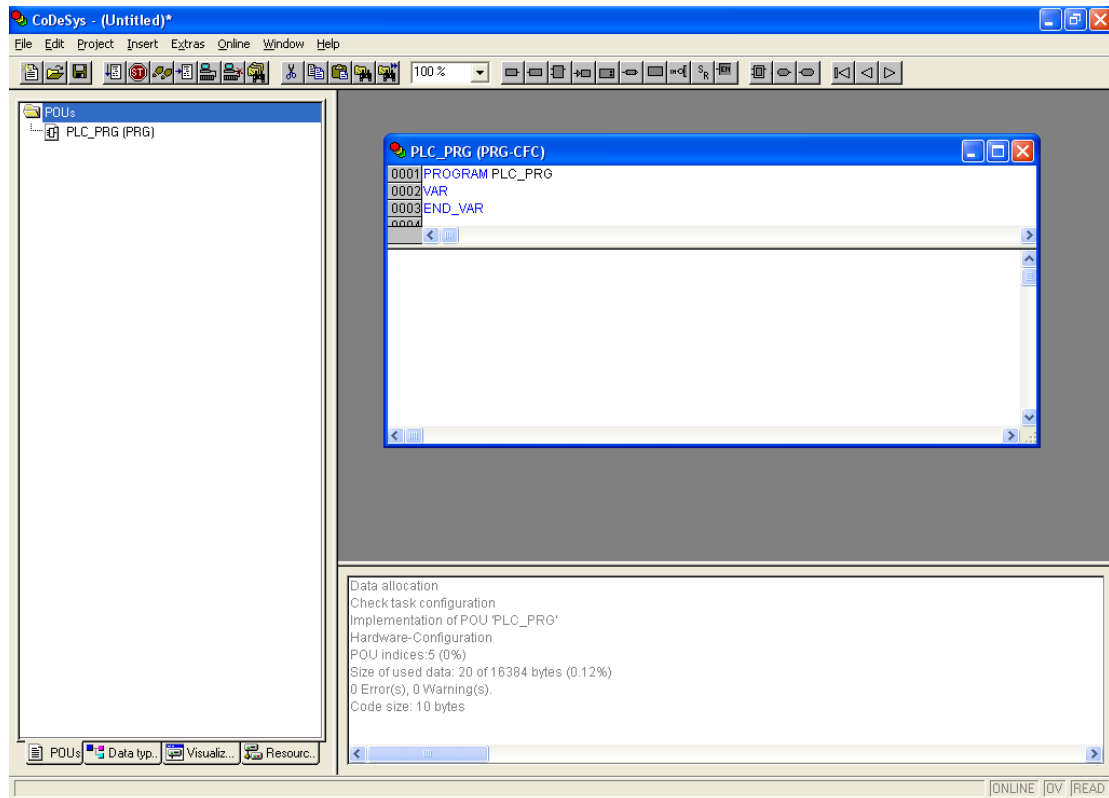 CoDeSys - (Untitled)*
File Edit Project Insert Extras Online Window Help
100 %
POUs
PLC_PRG (PRG)
PLC_PRG (PRG-CFC)
0001 PROGRAM PLC_PRG
0002 VAR
0003 END_VAR
0004
Data allocation
Check task configuration
Implementation of POU 'PLC_PRG'
Hardware-Configuration
POU indices:5 (0%)
Size of used data: 20 of 16384 bytes (0.12%)
0 Error(s), 0 Warning(s).
Code size: 10 bytes
POUs Data typ.. Visualiz... Resourc..
ONLINE OV READ